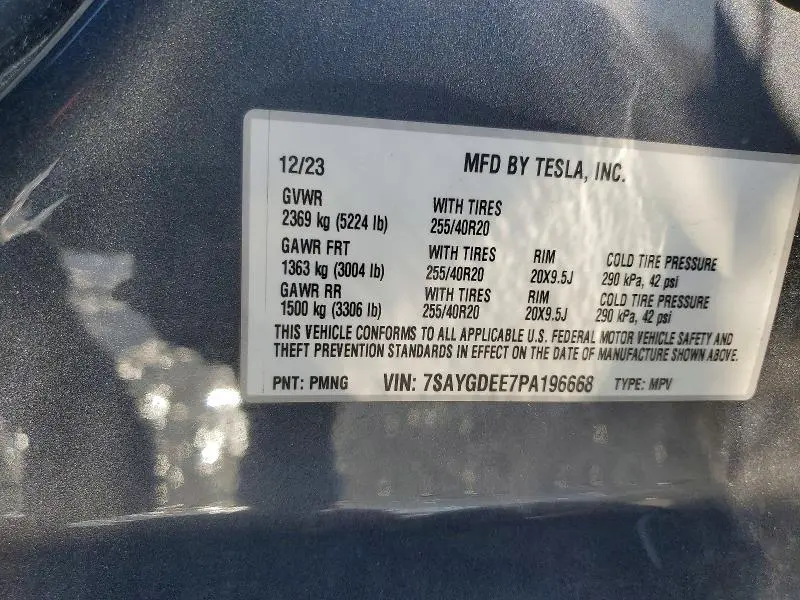 12/23 MFD BY TESLA, INC.
GVWR WITH TIRES
2369 kg (5224 lb) 255/40R20
GAWR FRT WITH TIRES RIM COLD TIRE PRESSURE
1363 kg (3004 lb) 255/40R20 20X9.5J 290 kPa, 42 psi
GAWR RR WITH TIRES RIM COLD TIRE PRESSURE
1500 kg (3306 lb) 255/40R20 20X9.5J 290 kPa, 42 psi
THIS VEHICLE CONFORMS TO ALL APPLICABLE U.S. FEDERAL MOTOR VEHICLE SAFETY AND
THEFT PREVENTION STANDARDS IN EFFECT ON THE DATE OF MANUFACTURE SHOWN ABOVE.
PNT: PMNG VIN: 7SAYGDEE7PA196668 TYPE: MPV